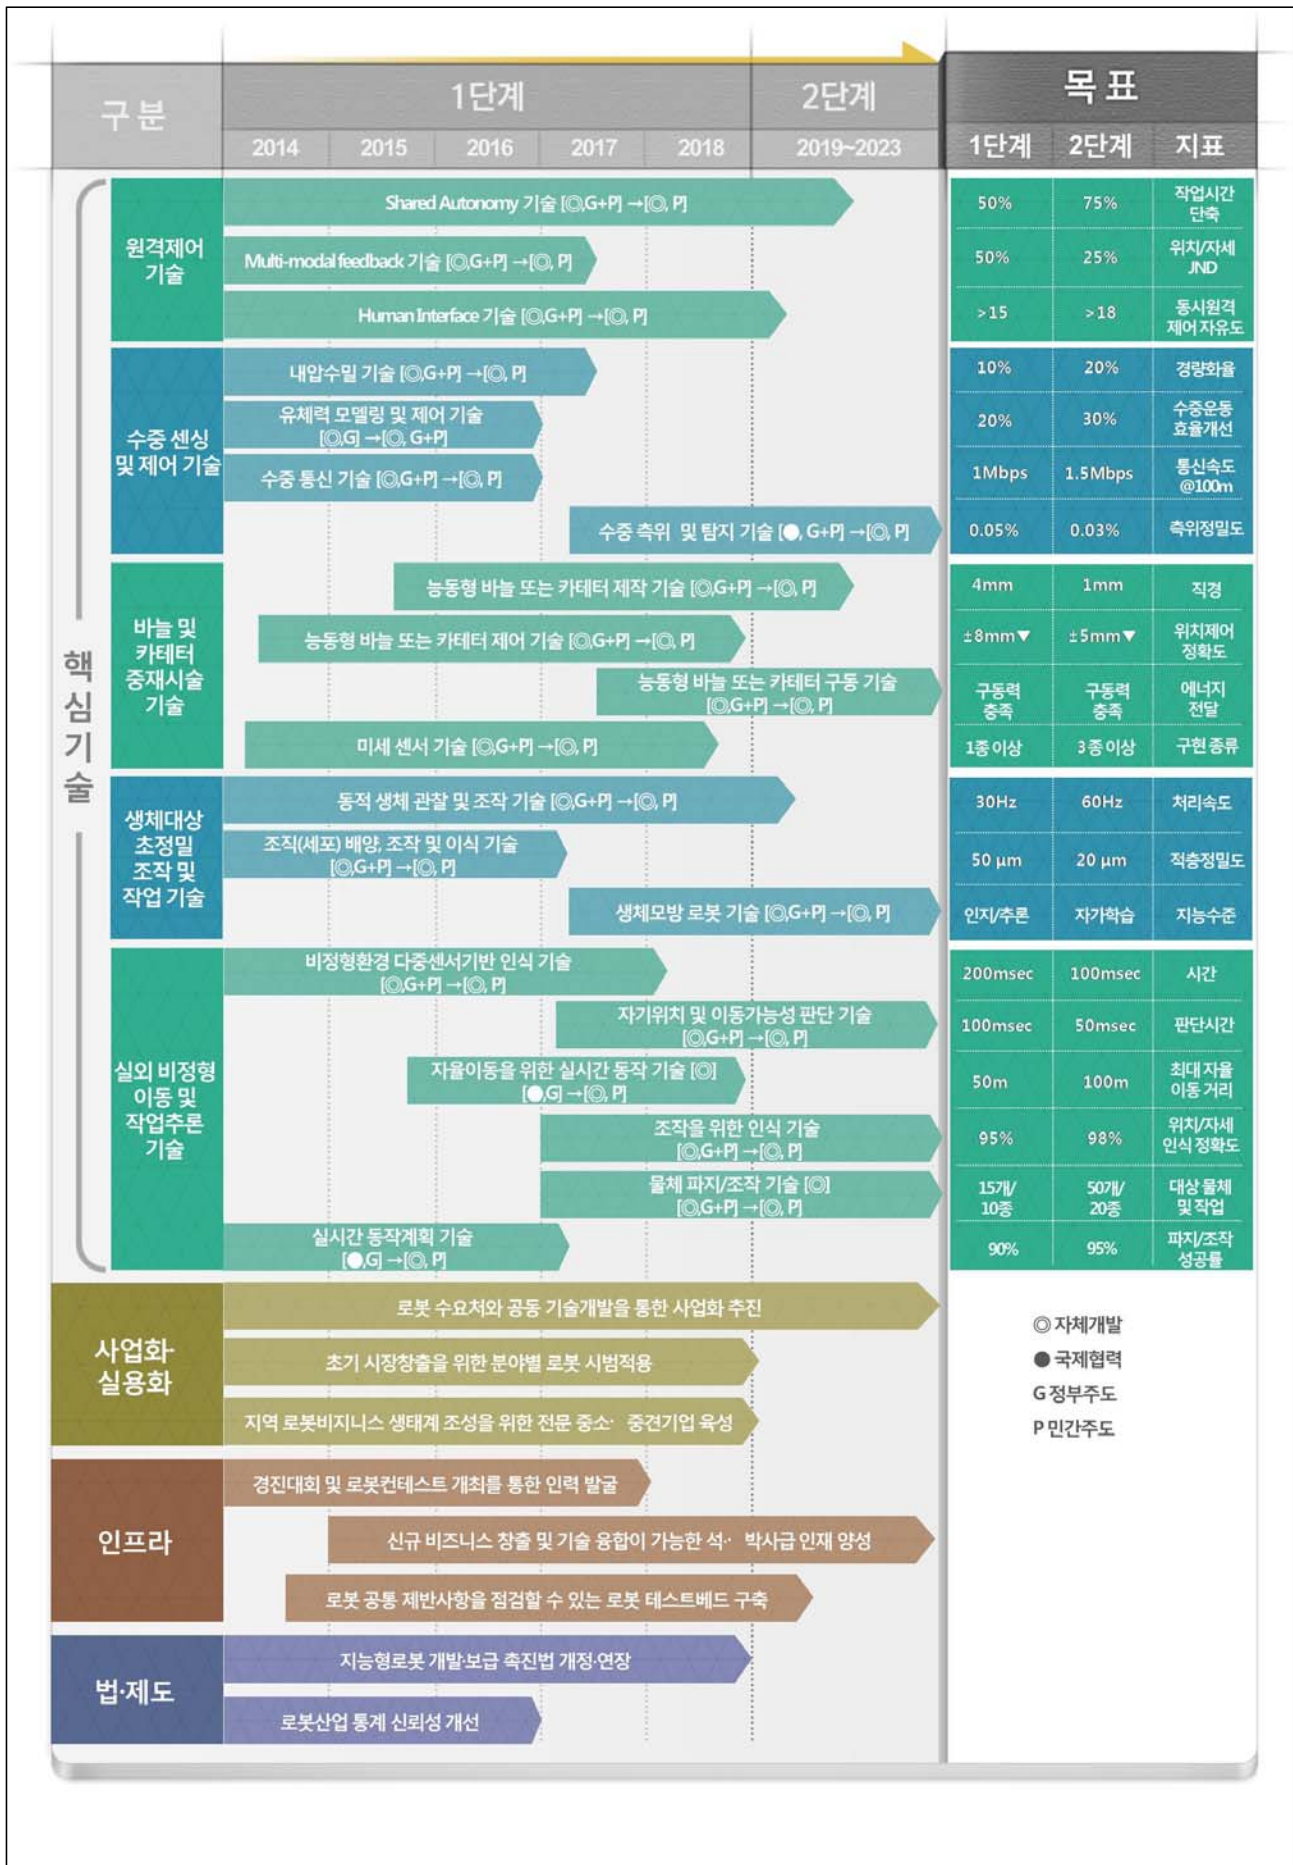 구분
1단계
2단계
목표
2014
2015
2016
2017
2018
2019~2023
1단계
2단계
지표
핵심기술
원격제어
기술
Shared Autonomy 기술 [◎,G+P] →[◎, P]
50%
75%
작업시간
단축
Multi-modal feedback 기술 [◎,G+P] →[◎, P]
50%
25%
위치/자세
JND
Human Interface 기술 [◎,G+P] →[◎, P]
>15
>18
동시원격
제어 자유도
수중 센싱
및 제어 기술
내압수밀 기술 [◎,G+P] →[◎, P]
10%
20%
경량화율
유체력 모델링 및 제어 기술
[◎,G] →[◎, G+P]
20%
30%
수중운동
효율개선
수중 통신 기술 [◎,G+P] →[◎, P]
1Mbps
1.5Mbps
통신속도
@100m
수중 측위 및 탐지 기술 [●, G+P] →[◎, P]
0.05%
0.03%
측위정밀도
바늘 및
카테터
중재시술
기술
능동형 바늘 또는 카테터 제작 기술 [◎,G+P] →[◎, P]
4mm
1mm
직경
능동형 바늘 또는 카테터 제어 기술 [◎,G+P] →[◎, P]
±8mm▼
±5mm▼
위치제어
정확도
능동형 바늘 또는 카테터 구동 기술
[◎,G+P] →[◎, P]
구동력
충족
구동력
충족
에너지
전달
미세 센서 기술 [◎,G+P] →[◎, P]
1종 이상
3종 이상
구현 종류
생체대상
초정밀
조작 및
작업 기술
동적 생체 관찰 및 조작 기술 [◎,G+P] →[◎, P]
30Hz
60Hz
처리속도
조직(세포) 배양, 조작 및 이식 기술
[◎,G+P] →[◎, P]
50 μm
20 μm
적층정밀도
생체모방 로봇 기술 [◎,G+P] →[◎, P]
인지/추론
자가학습
지능수준
실외 비정형
이동 및
작업추론
기술
비정형환경 다중센서기반 인식 기술
[◎,G+P] →[◎, P]
200msec
100msec
시간
자기위치 및 이동가능성 판단 기술
[◎,G+P] →[◎, P]
100msec
50msec
판단시간
자율이동을 위한 실시간 동작 기술 [◎]
[●,G] →[◎, P]
50m
100m
최대 자율
이동 거리
조작을 위한 인식 기술
[◎,G+P] →[◎, P]
95%
98%
위치/자세
인식 정확도
물체 파지/조작 기술 [◎]
[◎,G+P] →[◎, P]
15개/
10종
50개/
20종
대상 물체
및 작업
실시간 동작계획 기술
[●,G] →[◎, P]
90%
95%
파지/조작
성공률
사업화·
실용화
로봇 수요처와 공동 기술개발을 통한 사업화 추진
초기 시장창출을 위한 분야별 로봇 시범적용
지역 로봇비지니스 생태계 조성을 위한 전문 중소· 중견기업 육성
◎ 자체개발
● 국제협력
G 정부주도
P 민간주도
인프라
경진대회 및 로봇컨테스트 개최를 통한 인력 발굴
신규 비즈니스 창출 및 기술 융합이 가능한 석·· 박사급 인재 양성
로봇 공통 제반사항을 점검할 수 있는 로봇 테스트베드 구축
법·제도
지능형로봇 개발·보급 촉진법 개정·연장
로봇산업 통계 신뢰성 개선